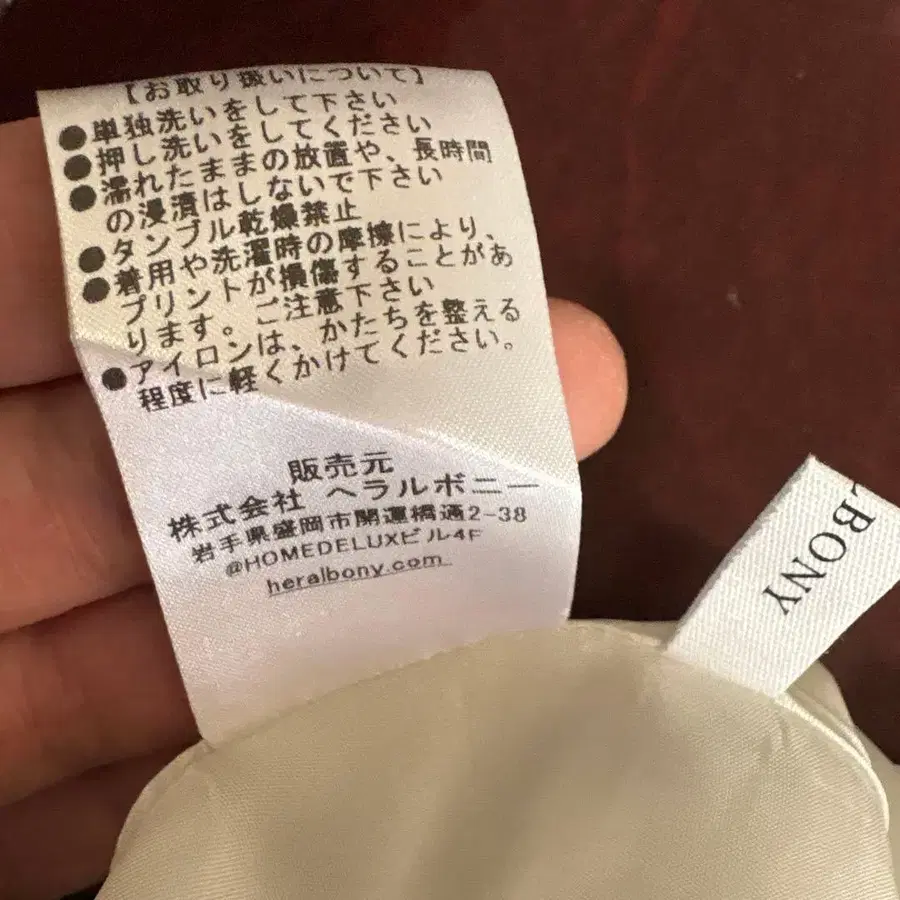 【お取り扱いについて】
●単独洗いをして下さい
●押し洗いをしてください
●濡れたままの放置や、長時間
の浸漬はしないで下さい
●タンブル乾燥禁止
●着用や洗濯時の摩擦により、
プリントが損傷することがあ
ります。ご注意下さい
●アイロンは、かたちを整える
程度に軽くかけてください。
販売元
株式会社 ヘラルボニー
岩手県盛岡市開運橋通2-38
@HOMEDELUXビル4F
heralbony.com
LBONY